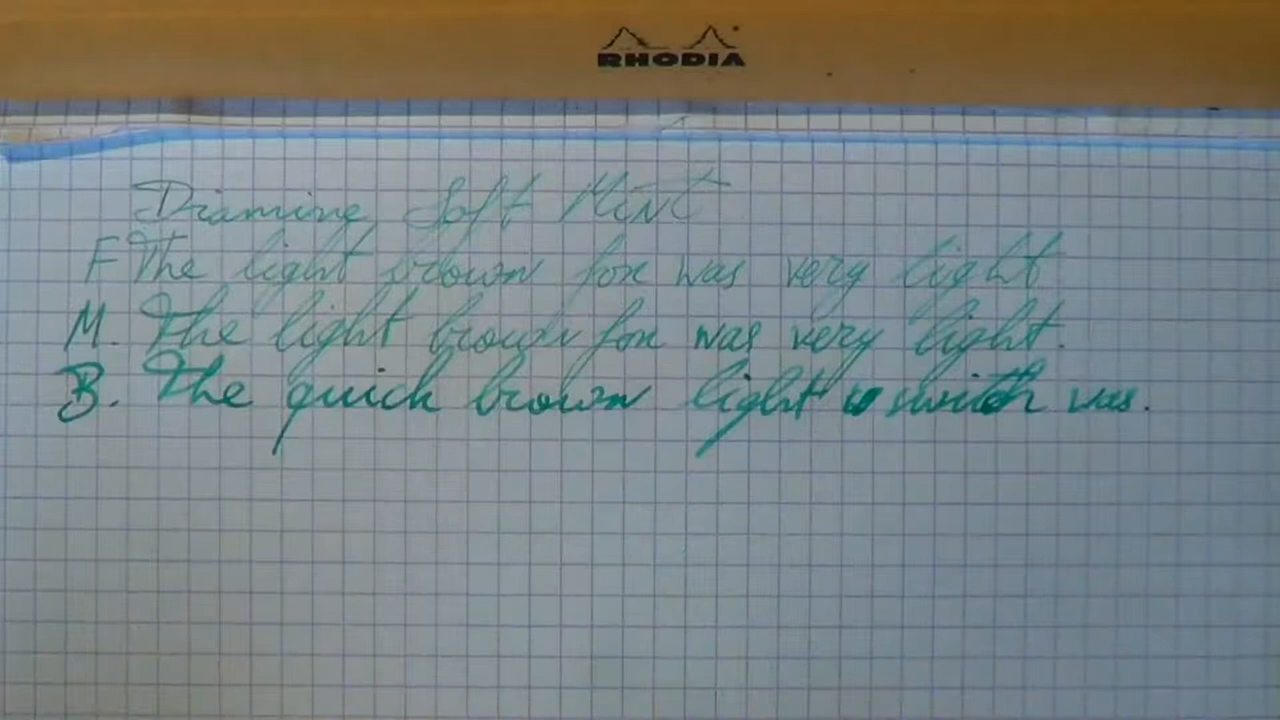 RHODIA
Diamine Soft Mint
F The light brown fox was very light
M. The light brown fox was very light.
B. The quick brown light was.